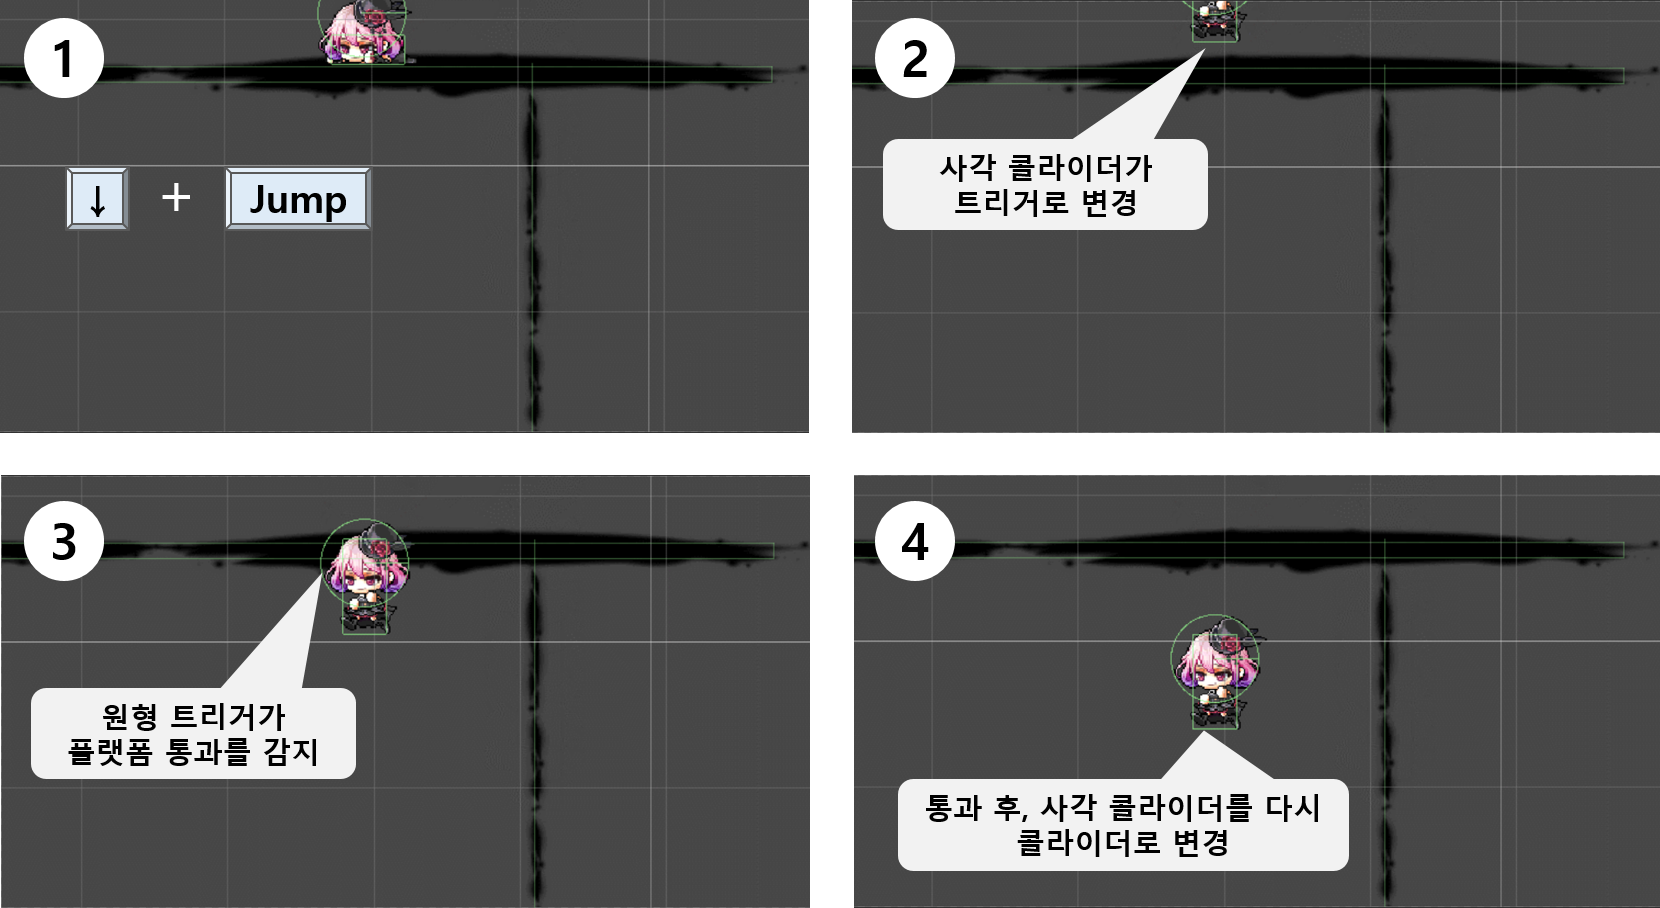 1
↓ + Jump
2
사각 콜라이더가
트리거로 변경
3
원형 트리거가
플랫폼 통과를 감지
4
통과 후, 사각 콜라이더를 다시
콜라이더로 변경